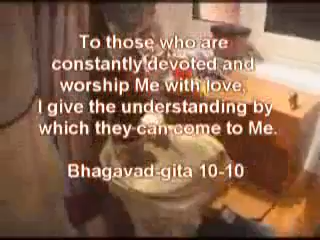 To those who are
constantly devoted and
worship Me with love,
I give the understanding by
which they can come to Me.
Bhagavad-gita 10-10